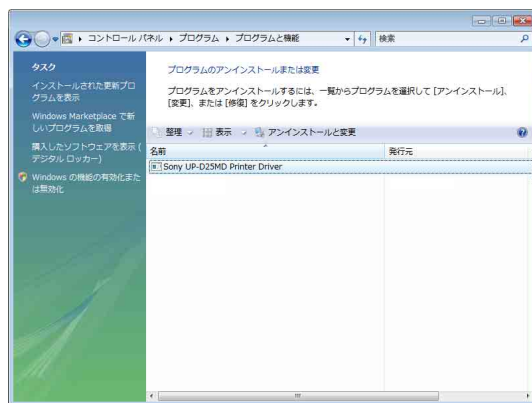 コントロール パネル ▸ プログラム ▸ プログラムと機能
検索
タスク
インストールされた更新プロ
グラムを表示
Windows Marketplace で新
しいプログラムを取得
購入したソフトウェアを表示 (
デジタル ロッカー)
Windows の機能の有効化また
は無効化
プログラムのアンインストールまたは変更
プログラムをアンインストールするには、一覧からプログラムを選択して [アンインストール]、
[変更]、または [修復] をクリックします。
整理 表示 アンインストールと変更
名前 発行元
Sony UP-D25MD Printer Driver